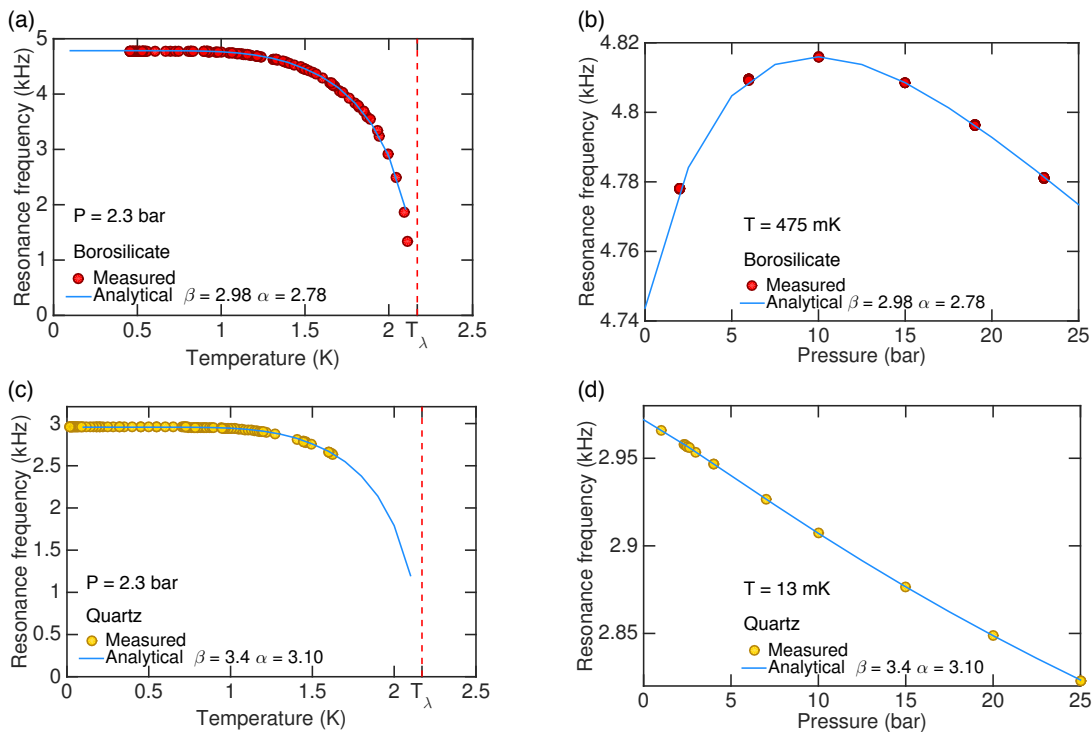 (a)
5
4
3
2
1
0
Resonance frequency (kHz)
P = 2.3 bar
Borosilicate
Measured
Analytical β = 2.98 α = 2.78
0.5 1 1.5 2 T_λ 2.5
Temperature (K)
(b)
4.82
4.8
4.78
4.76
4.74
Resonance frequency (kHz)
T = 475 mK
Borosilicate
Measured
Analytical β = 2.98 α = 2.78
0 5 10 15 20 25
Pressure (bar)
(c)
3
2.5
2
1.5
1
0.5
0
Resonance frequency (kHz)
P = 2.3 bar
Quartz
Measured
Analytical β = 3.4 α = 3.10
0 0.5 1 1.5 2 T_λ 2.5
Temperature (K)
(d)
2.95
2.9
2.85
Resonance frequency (kHz)
T = 13 mK
Quartz
Measured
Analytical β = 3.4 α = 3.10
0 5 10 15 20 25
Pressure (bar)